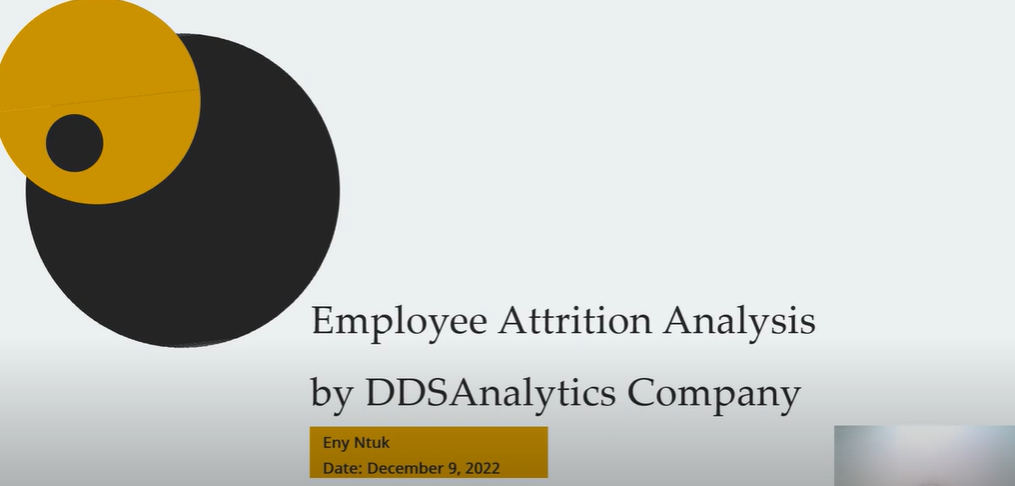 Employee Attrition Analysis
by DDSAnalytics Company
Eny Ntuk
Date: December 9, 2022